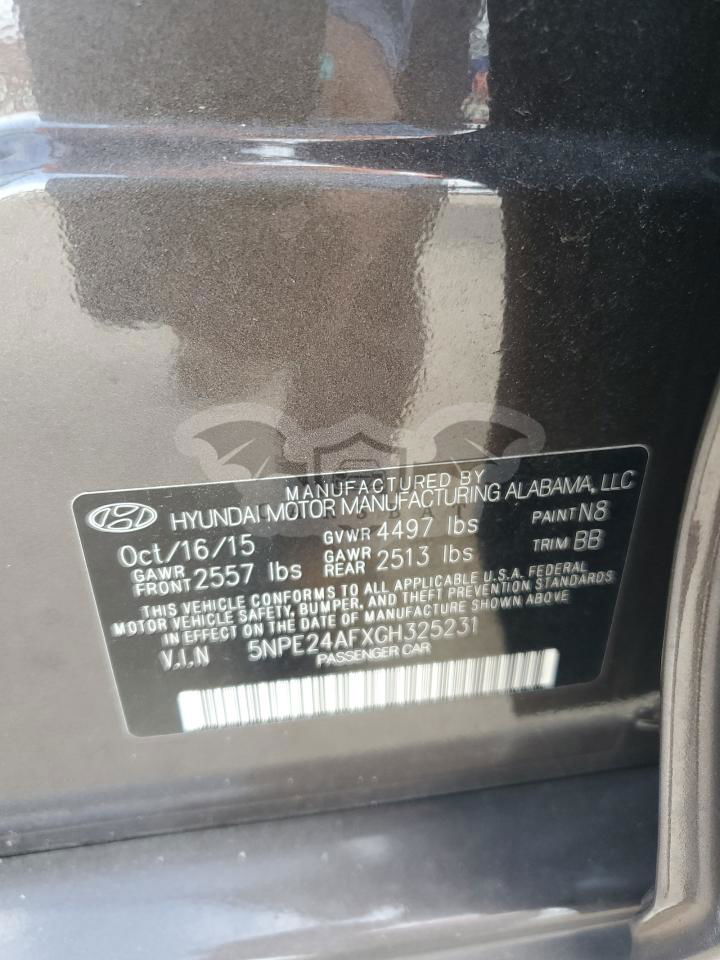 MANUFACTURED BY
HYUNDAI MOTOR MANUFACTURING ALABAMA, LLC
Oct/16/15 GVWR 4497 lbs PAINT N8
GAWR FRONT 2557 lbs GAWR REAR 2513 lbs TRIM BB
THIS VEHICLE CONFORMS TO ALL APPLICABLE U.S.A. FEDERAL
MOTOR VEHICLE SAFETY, BUMPER, AND THEFT PREVENTION STANDARDS
IN EFFECT ON THE DATE OF MANUFACTURE SHOWN ABOVE
V.I.N 5NPE24AFXGH325231
PASSENGER CAR